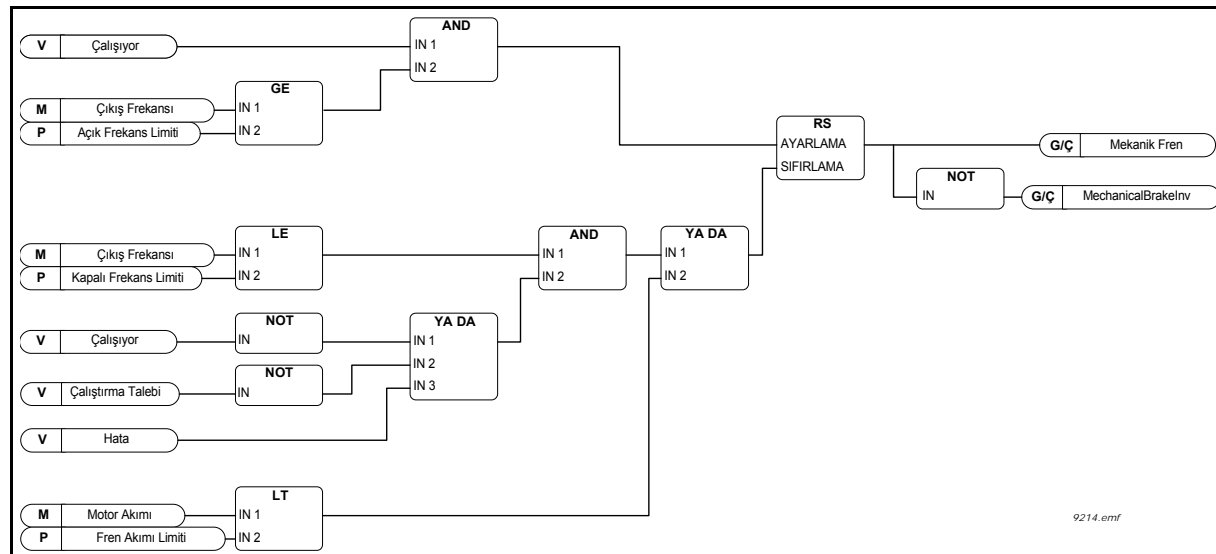 AND
V Çalışıyor
IN 1
IN 2
GE
M Çıkış Frekansı
IN 1
P Açık Frekans Limiti
IN 2
RS
AYARLAMA
SIFIRLAMA
G/Ç Mekanik Fren
NOT
IN
G/Ç MechanicalBrakeInv
LE
M Çıkış Frekansı
IN 1
P Kapalı Frekans Limiti
IN 2
AND
IN 1
IN 2
YA DA
IN 1
IN 2
NOT
V Çalışıyor
IN
YA DA
IN 1
IN 2
IN 3
NOT
V Çalıştırma Talebi
IN
V Hata
LT
M Motor Akımı
IN 1
P Fren Akımı Limiti
IN 2
9214.emf